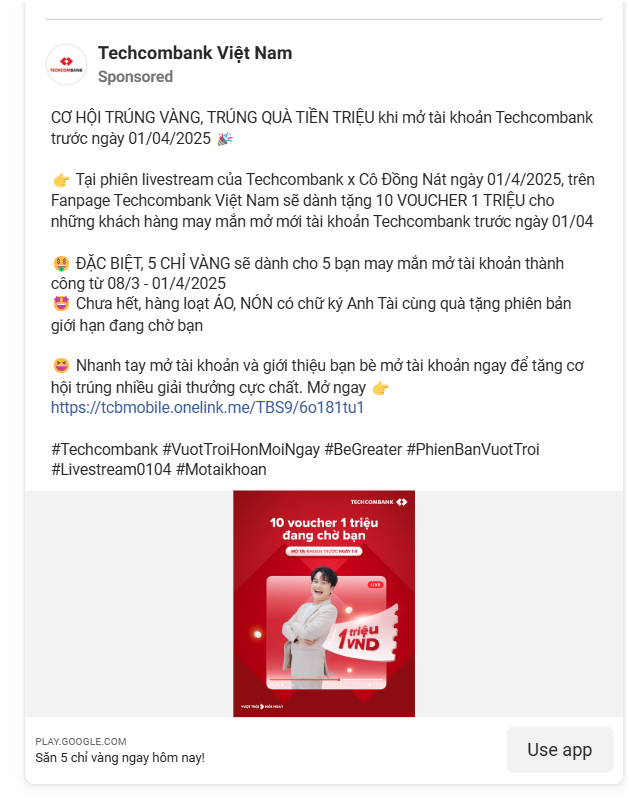 TECHCOMBANK
Techcombank Việt Nam
Sponsored
CƠ HỘI TRÚNG VÀNG, TRÚNG QUÀ TIỀN TRIỆU khi mở tài khoản Techcombank
trước ngày 01/04/2025 🎉
👉 Tại phiên livestream của Techcombank x Cô Đồng Nát ngày 01/4/2025, trên
Fanpage Techcombank Việt Nam sẽ dành tặng 10 VOUCHER 1 TRIỆU cho
những khách hàng may mắn mở mới tài khoản Techcombank trước ngày 01/04
🤑 ĐẶC BIỆT, 5 CHỈ VÀNG sẽ dành cho 5 bạn may mắn mở tài khoản thành
công từ 08/3 - 01/4/2025
🤩 Chưa hết, hàng loạt ÁO, NÓN có chữ ký Anh Tài cùng quà tặng phiên bản
giới hạn đang chờ bạn
😆 Nhanh tay mở tài khoản và giới thiệu bạn bè mở tài khoản ngay để tăng cơ
hội trúng nhiều giải thưởng cực chất. Mở ngay 👉
https://tcbmobile.onelink.me/TBS9/6o181tu1
#Techcombank #VuotTroiHonMoiNgay #BeGreater #PhienBanVuotTroi
#Livestream0104 #Motaikhoan
TECHCOMBANK
10 voucher 1 triệu
đang chờ bạn
MỞ TÀI KHOẢN TRƯỚC NGÀY 1.4
LIVE
1 triệu
VND
VƯỢT TRỘI MỖI NGÀY
PLAY.GOOGLE.COM
Săn 5 chỉ vàng ngay hôm nay!
Use app